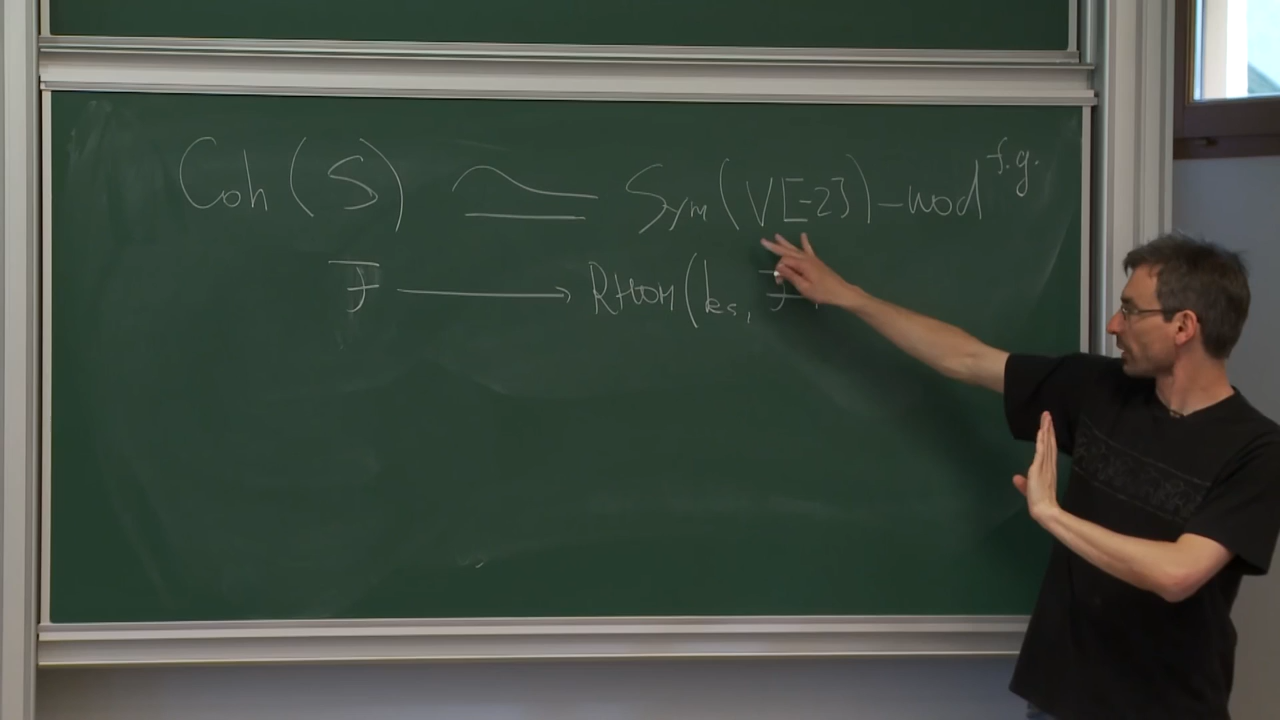 Coh(S) ≅ Sym(V[-2])-mod^{f.g.}
F ⟶ RHom(k_S, F